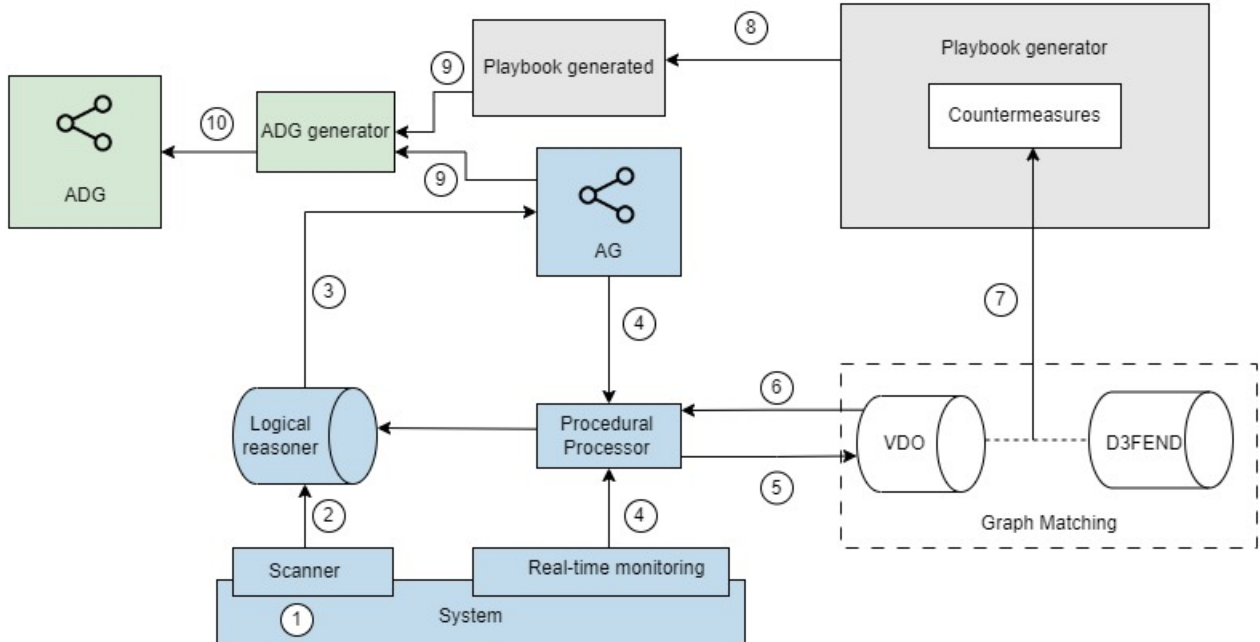 8
Playbook generator
Playbook generated
Countermeasures
9
10
ADG generator
ADG
9
AG
3
4
7
6
Logical
reasoner
Procedural
Processor
VDO
D3FEND
5
2
4
Graph Matching
Scanner
Real-time monitoring
1
System